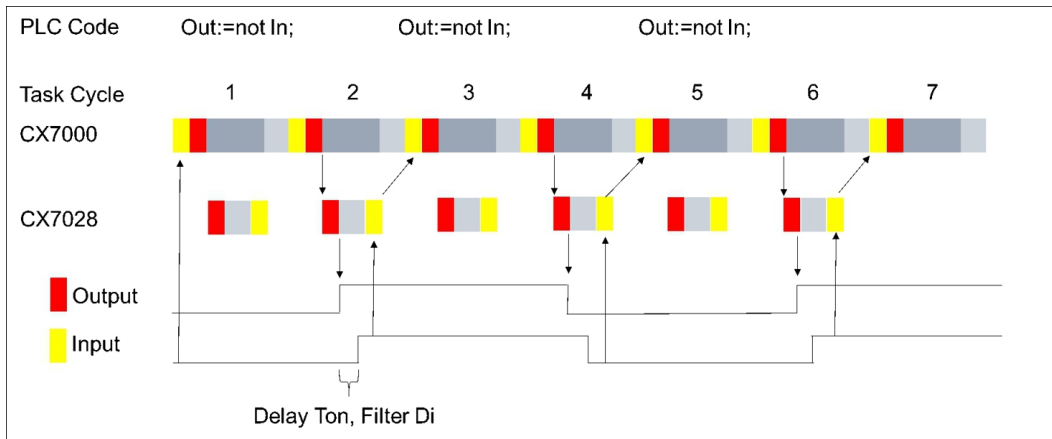 PLC Code Out:=not In; Out:=not In; Out:=not In;
Task Cycle 1 2 3 4 5 6 7
CX7000
CX7028
Output
Input
Delay Ton, Filter Di